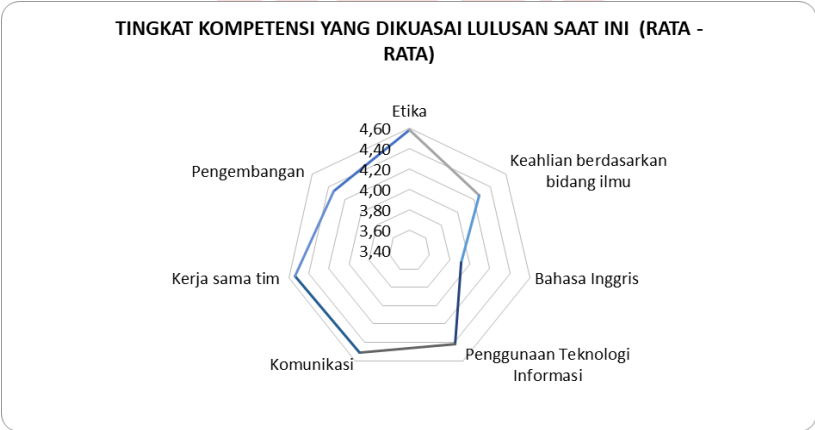 TINGKAT KOMPETENSI YANG DIKUASAI LULUSAN SAAT INI (RATA -
RATA)
Etika
4,60
4,40
4,20
4,00
3,80
3,60
3,40
Keahlian berdasarkan
bidang ilmu
Bahasa Inggris
Penggunaan Teknologi
Informasi
Komunikasi
Kerja sama tim
Pengembangan